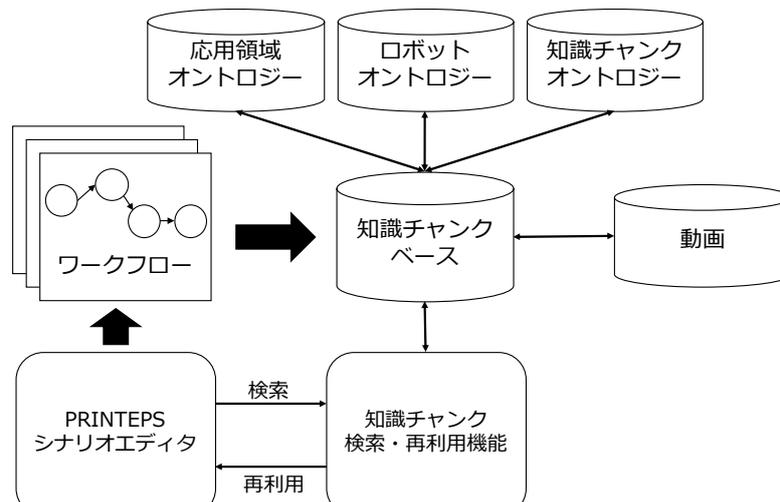 応用領域
オントロジー
ロボット
オントロジー
知識チャンク
オントロジー
ワークフロー
知識チャンク
ベース
動画
PRINTEPS
シナリオエディタ
検索
再利用
知識チャンク
検索・再利用機能